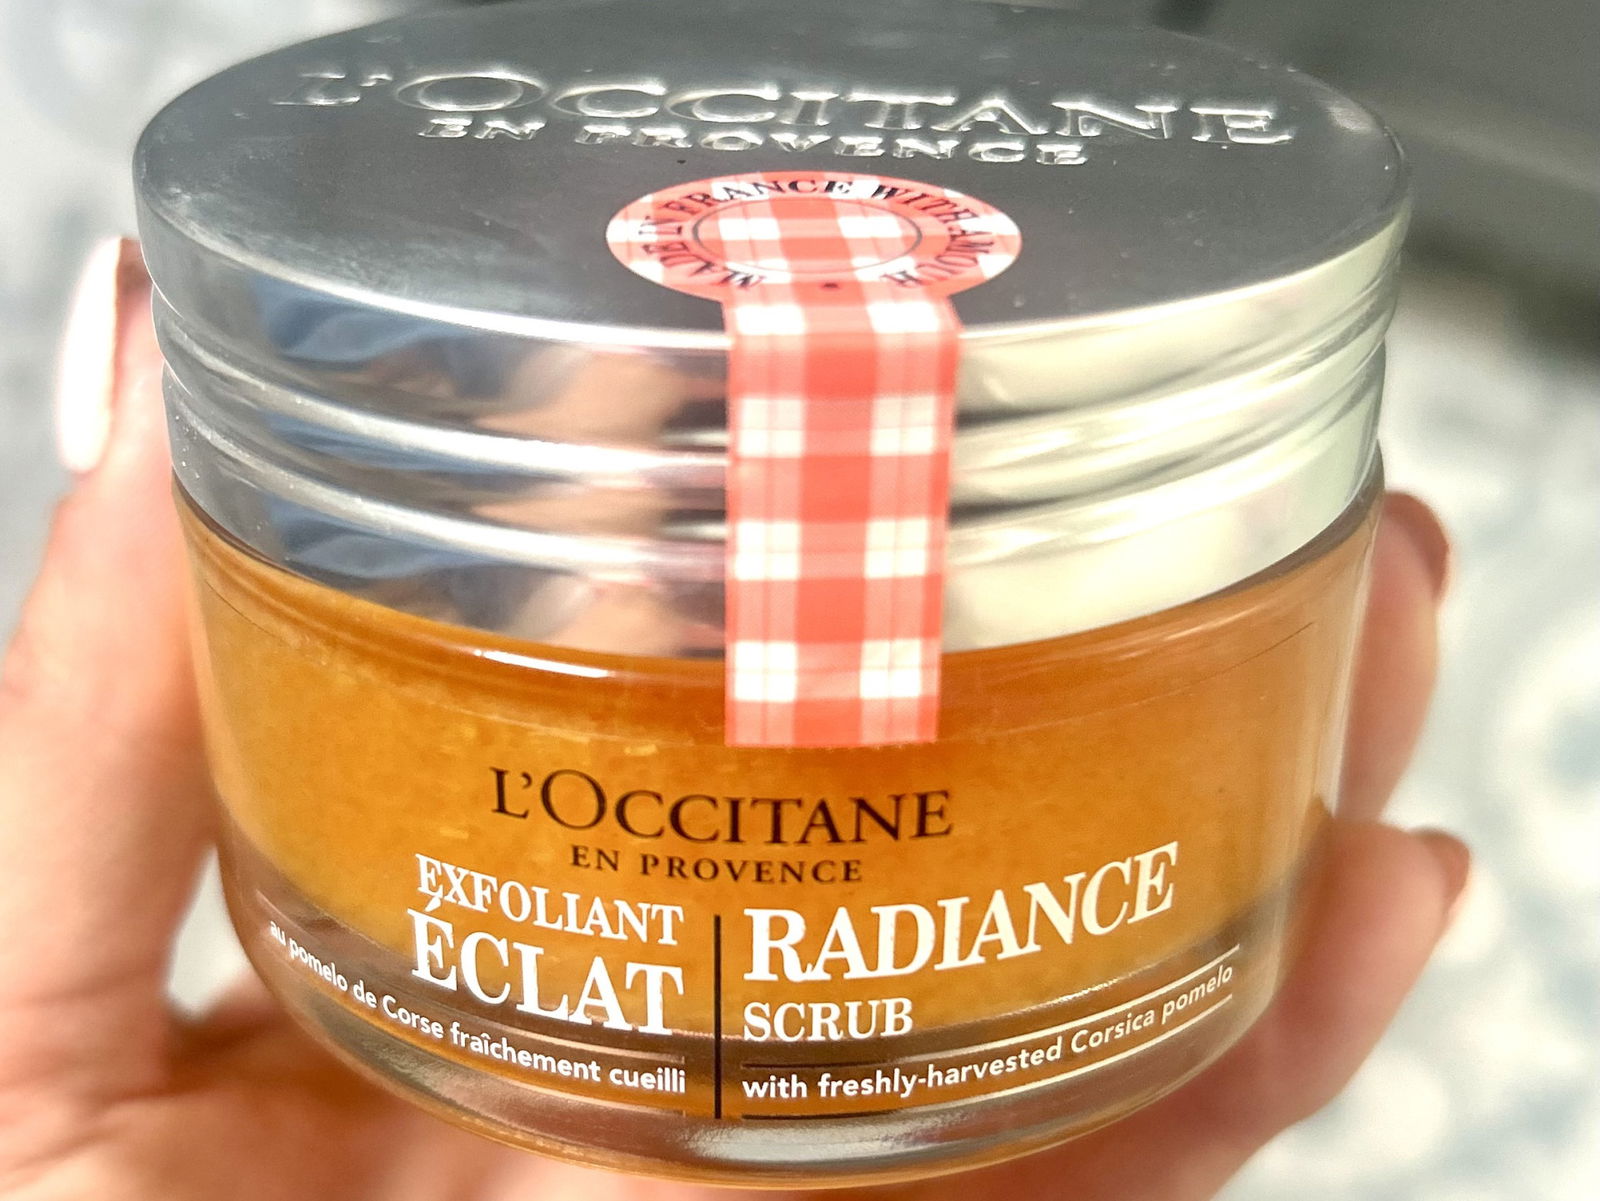 L'OCCITANE
EN PROVENCE
MADE IN FRANCE WITH AMOUR
L'OCCITANE
EN PROVENCE
EXFOLIANT
ÉCLAT
au pomelo de Corse fraîchement cueilli
RADIANCE
SCRUB
with freshly-harvested Corsica pomelo